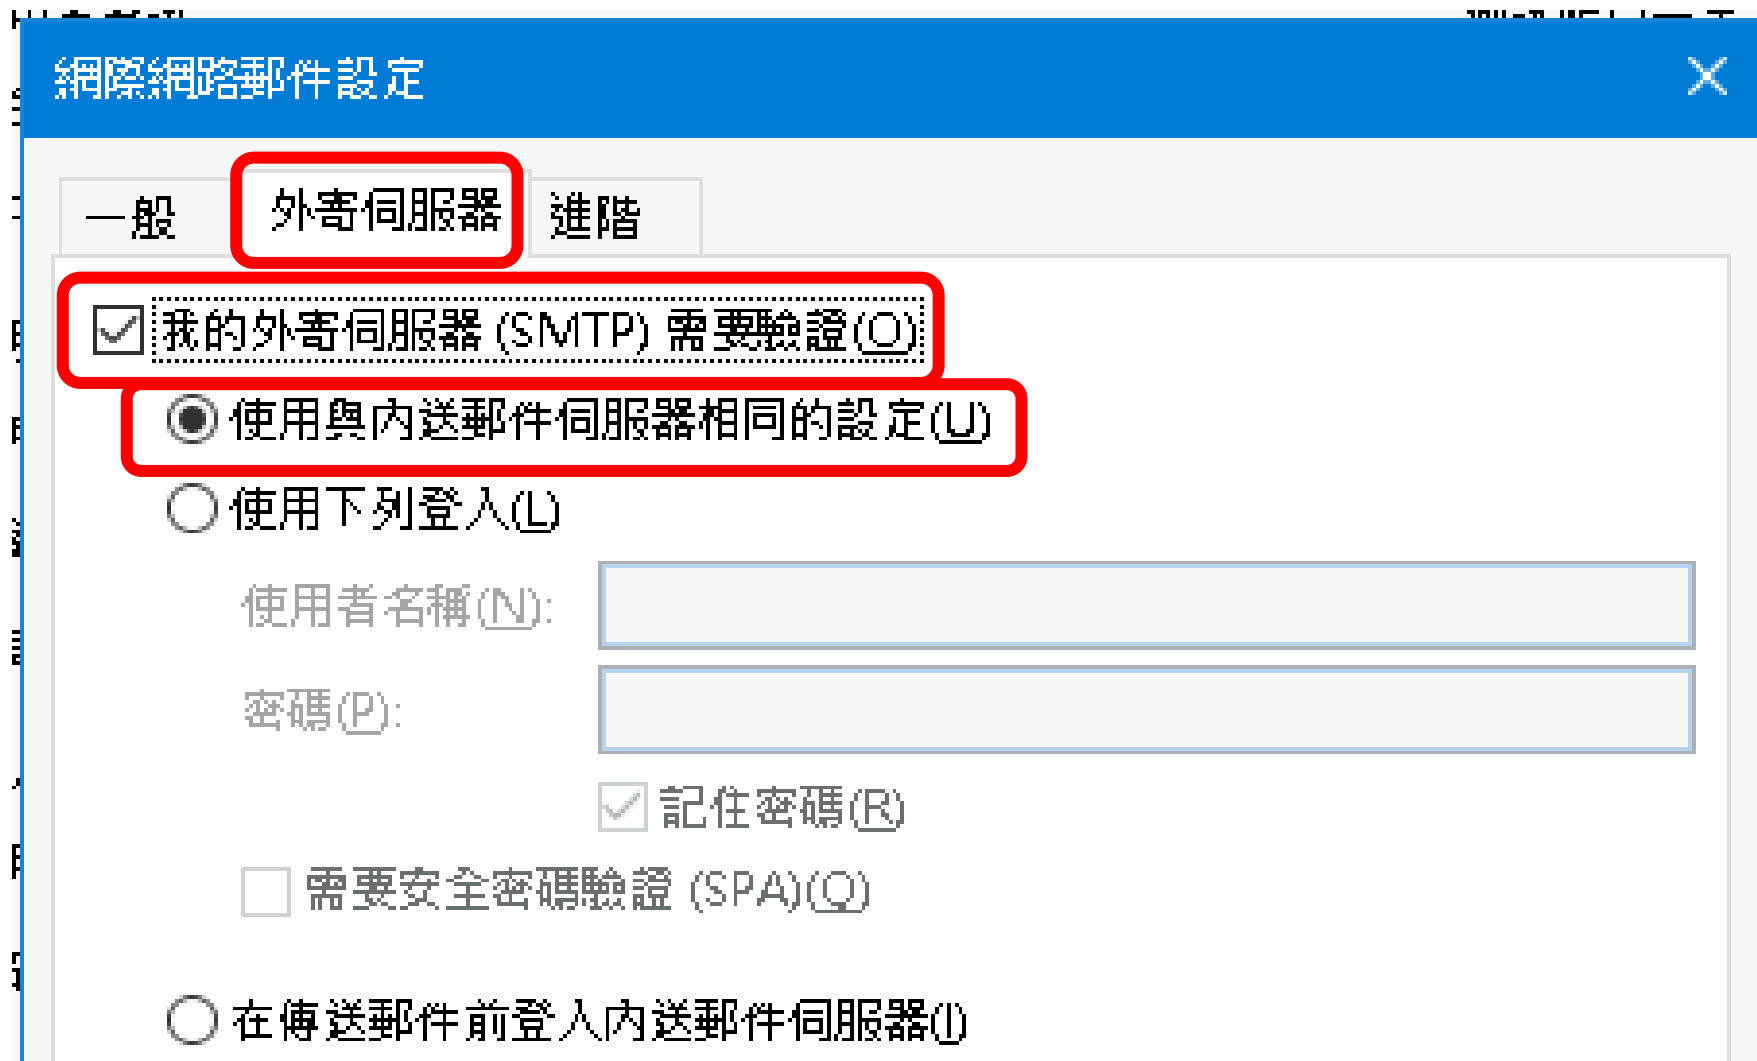 網際網路郵件設定
一般 外寄伺服器 進階
我的外寄伺服器 (SMTP) 需要驗證(O)
使用與內送郵件伺服器相同的設定(U)
使用下列登入(L)
使用者名稱(N):
密碼(P):
記住密碼(R)
需要安全密碼驗證 (SPA)(Q)
在傳送郵件前登入內送郵件伺服器(I)